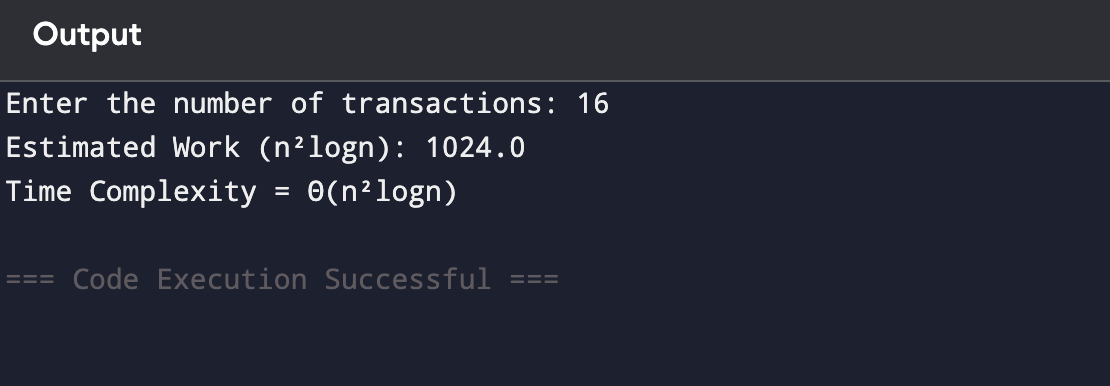 Output
Enter the number of transactions: 16
Estimated Work (n²logn): 1024.0
Time Complexity = Θ(n²logn)
=== Code Execution Successful ===